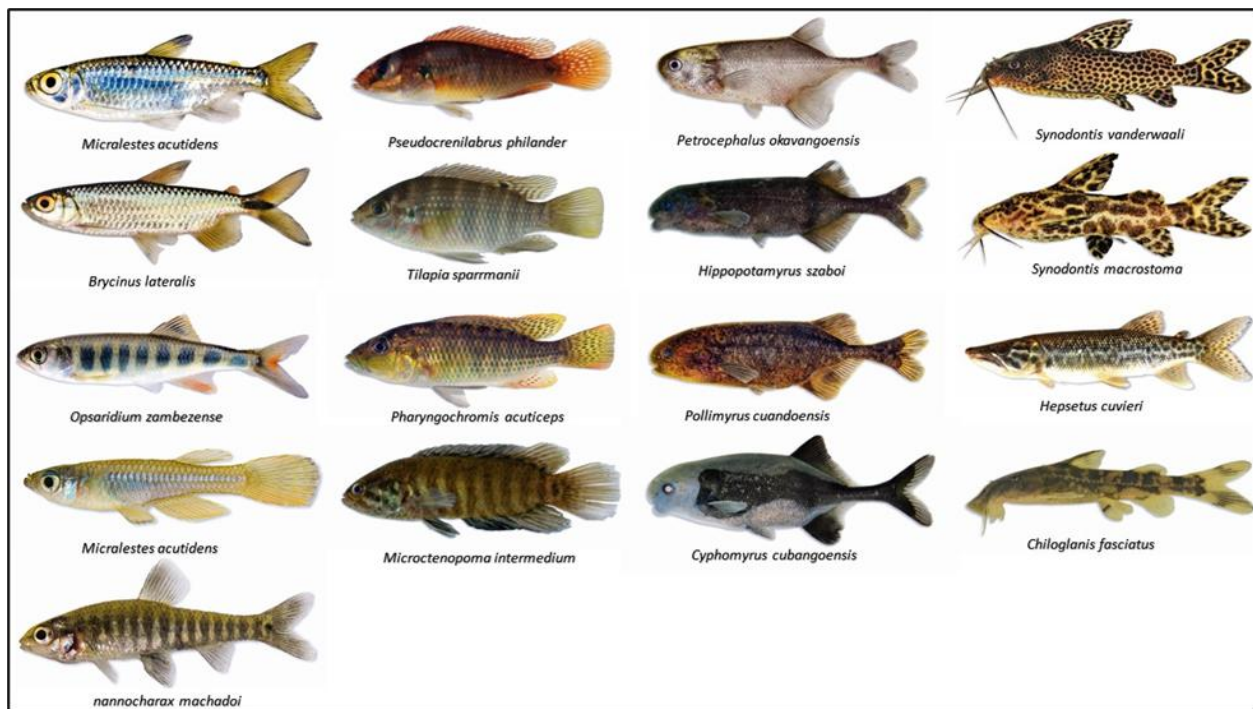 Micralestes acutidens
Pseudocrenilabrus philander
Petrocephalus okavangoensis
Synodontis vanderwaali
Brycinus lateralis
Tilapia sparrmanii
Hippopotamyrus szaboi
Synodontis macrostoma
Opsaridium zambezense
Pharyngochromis acuticeps
Pollimyrus cuandoensis
Hepsetus cuvieri
Micralestes acutidens
Microctenopoma intermedium
Cyphomyrus cubangoensis
Chiloglanis fasciatus
nannocharax machadoi